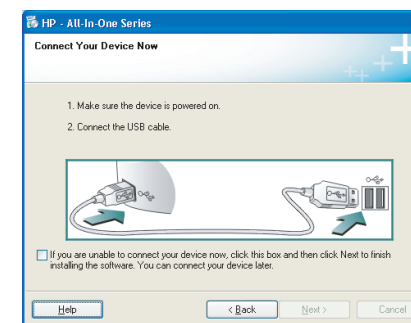 HP - All-In-One Series
Connect Your Device Now
1. Make sure the device is powered on.
2. Connect the USB cable.
If you are unable to connect your device now, click this box and then click Next to finish
installing the software. You can connect your device later.
Help
< Back
Next >
Cancel